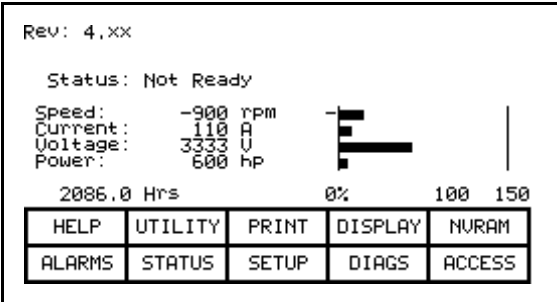 Rev: 4.xx
Status: Not Ready
Speed: -900 rpm -
Current: 110 A
Voltage: 3333 V
Power: 600 hp
2086.0 Hrs 0% 100 150
HELP UTILITY PRINT DISPLAY NVRAM
ALARMS STATUS SETUP DIAGS ACCESS